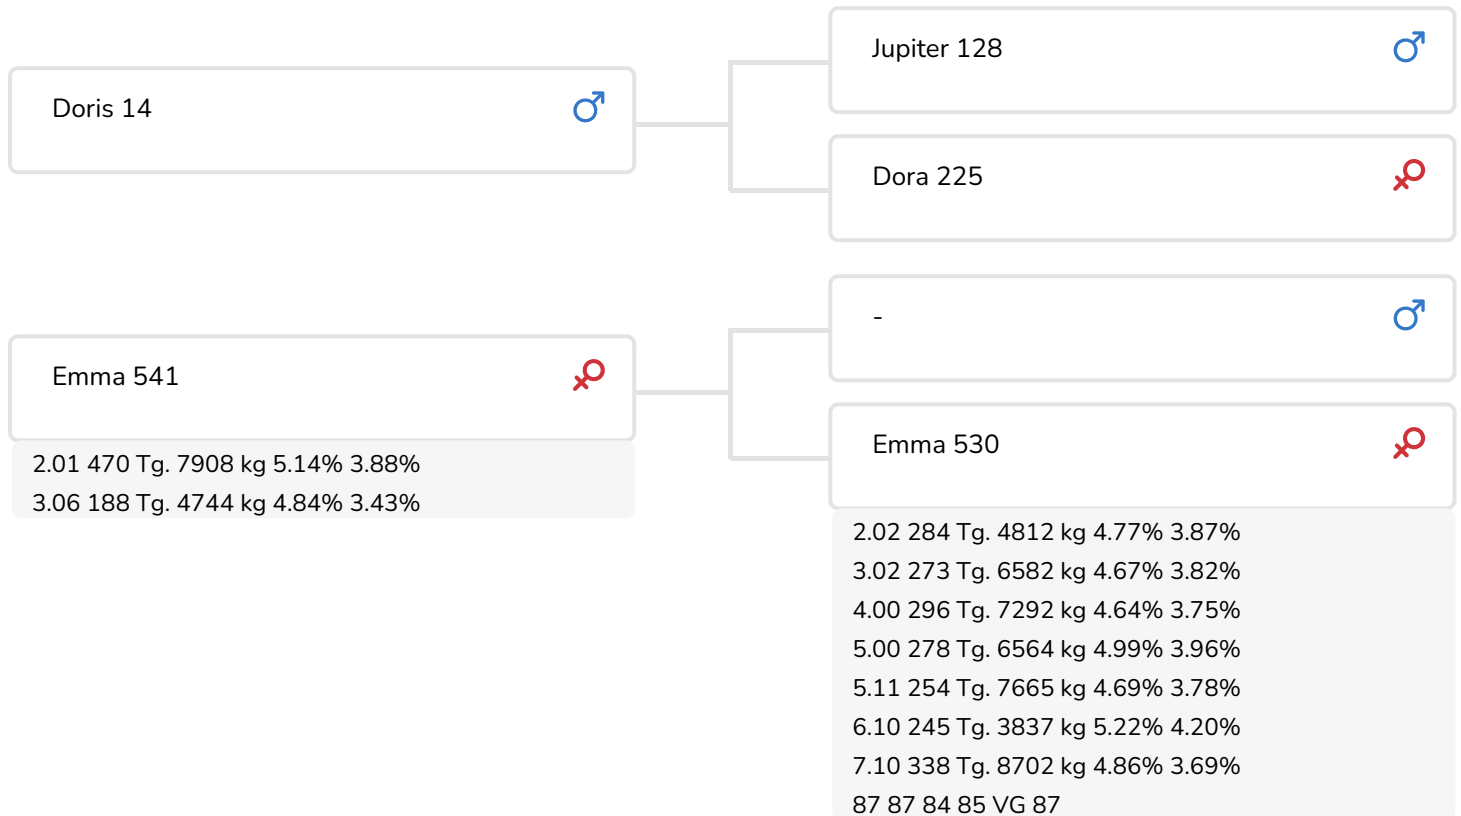 Doris 14
Jupiter 128
Dora 225
Emma 541
2.01 470 Tg. 7908 kg 5.14% 3.88%
3.06 188 Tg. 4744 kg 4.84% 3.43%
-
Emma 530
2.02 284 Tg. 4812 kg 4.77% 3.87%
3.02 273 Tg. 6582 kg 4.67% 3.82%
4.00 296 Tg. 7292 kg 4.64% 3.75%
5.00 278 Tg. 6564 kg 4.99% 3.96%
5.11 254 Tg. 7665 kg 4.69% 3.78%
6.10 245 Tg. 3837 kg 5.22% 4.20%
7.10 338 Tg. 8702 kg 4.86% 3.69%
87 87 84 85 VG 87